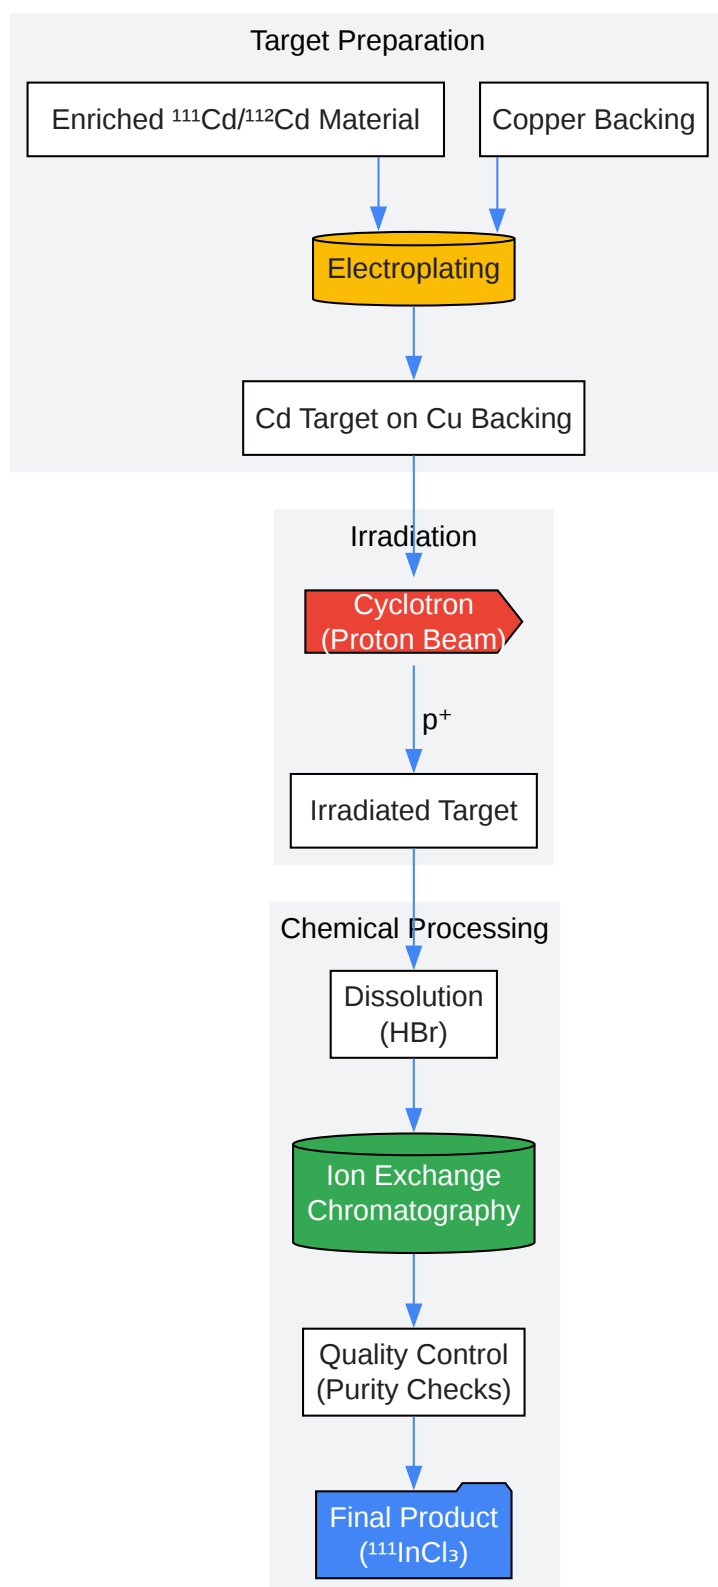 Target Preparation
Enriched ¹¹¹Cd/¹¹²Cd Material
Copper Backing
Electroplating
Cd Target on Cu Backing
Irradiation
Cyclotron
(Proton Beam)
p⁺
Irradiated Target
Chemical Processing
Dissolution
(HBr)
Ion Exchange
Chromatography
Quality Control
(Purity Checks)
Final Product
(¹¹¹InCl₃)